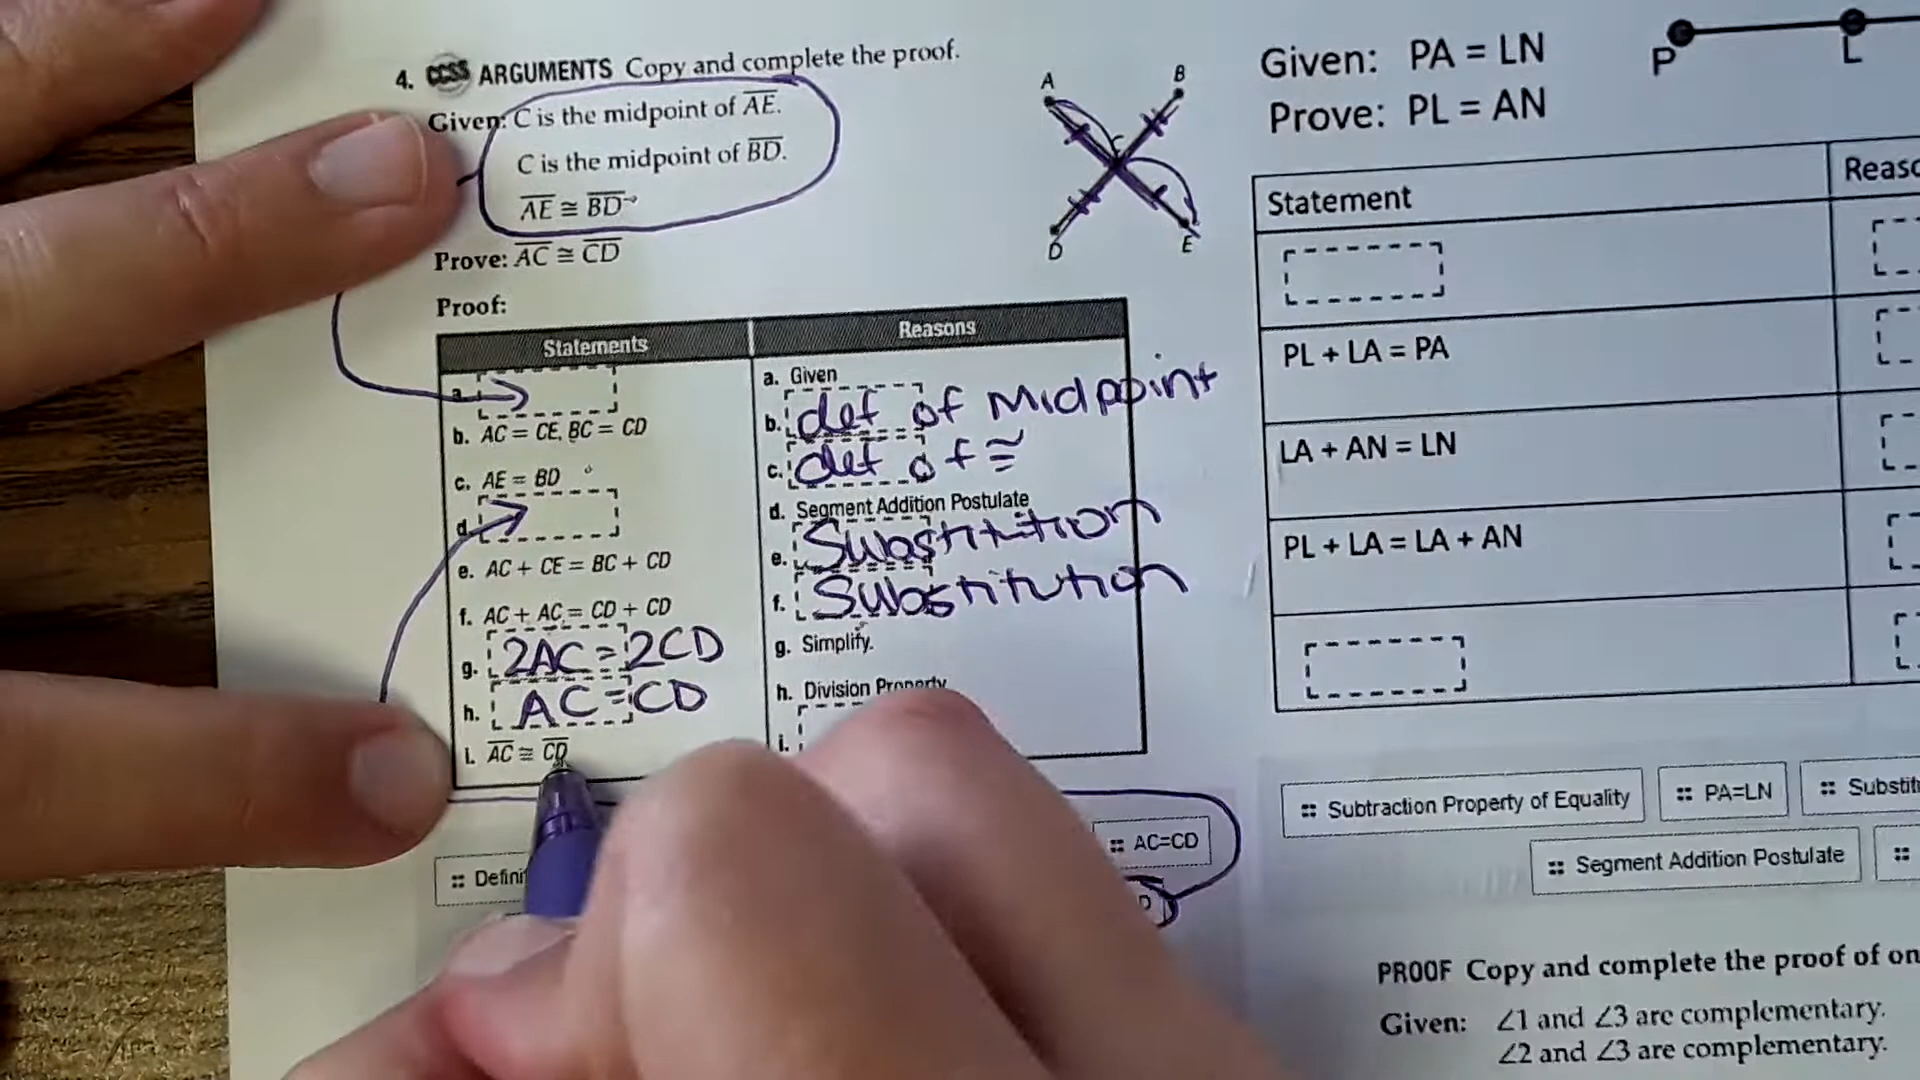 4. CCSS ARGUMENTS Copy and complete the proof.
Given: C is the midpoint of AE.
C is the midpoint of BD.
AE ≅ BD
Prove: AC ≅ CD
A
B
C
D
E
Proof:
Statements
Reasons
a.
a. Given
b. AC = CE, BC = CD
b. def of Midpoint
c. AE = BD
c. def of ≅
d.
d. Segment Addition Postulate
e. AC + CE = BC + CD
e. Substitution
f. AC + AC = CD + CD
f. Substitution
g. 2AC = 2CD
g. Simplify.
h. AC = CD
h. Division Property
i. AC ≅ CD
i.
:: AC=CD
D
Given: PA = LN
Prove: PL = AN
P
L
Statement
PL + LA = PA
LA + AN = LN
PL + LA = LA + AN
:: Subtraction Property of Equality
:: PA=LN
:: Segment Addition Postulate
::
PROOF Copy and complete the proof of
Given: ∠1 and ∠3 are complementary.
∠2 and ∠3 are complementary.